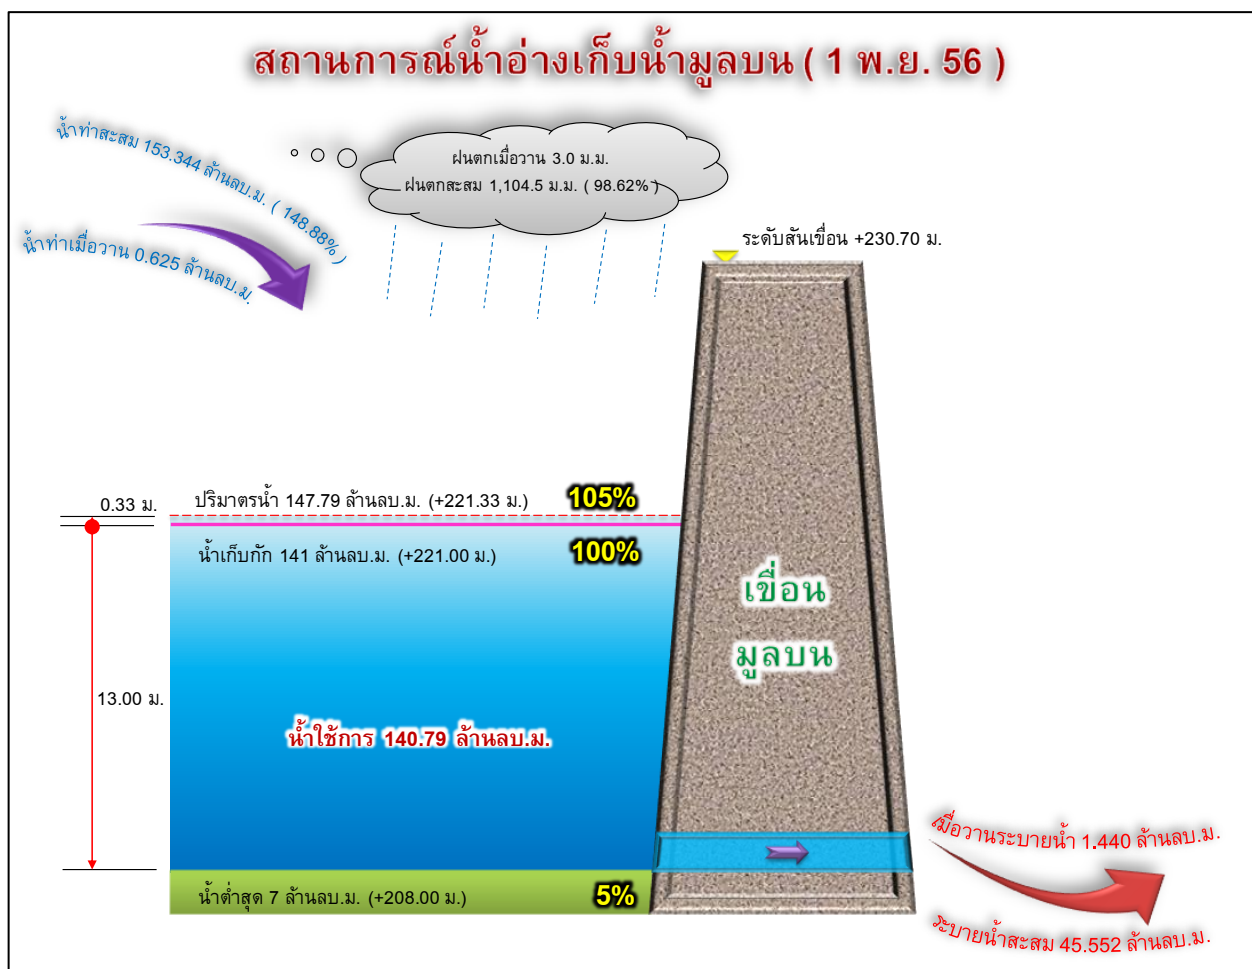 สถานการณ์น้ำอ่างเก็บน้ำมูลบน ( 1 พ.ย. 56 )
น้ำท่าสะสม 153.344 ล้านลบ.ม. ( 148.88% )
น้ำท่าเมื่อวาน 0.625 ล้านลบ.ม.
ฝนตกเมื่อวาน 3.0 ม.ม.
ฝนตกสะสม 1,104.5 ม.ม. ( 98.62% )
ระดับสันเขื่อน +230.70 ม.
0.33 ม.
ปริมาตรน้ำ 147.79 ล้านลบ.ม. (+221.33 ม.) 105%
น้ำเก็บกัก 141 ล้านลบ.ม. (+221.00 ม.) 100%
เขื่อน
มูลบน
13.00 ม.
น้ำใช้การ 140.79 ล้านลบ.ม.
น้ำต่ำสุด 7 ล้านลบ.ม. (+208.00 ม.) 5%
เมื่อวานระบายน้ำ 1.440 ล้านลบ.ม.
ระบายน้ำสะสม 45.552 ล้านลบ.ม.